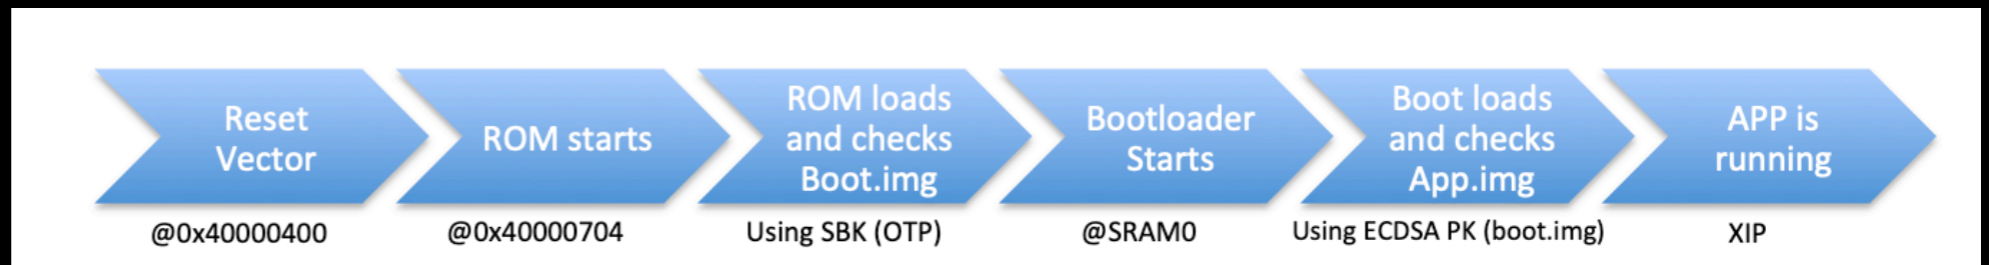 Reset
Vector
ROM starts
ROM loads
and checks
Boot.img
Bootloader
Starts
Boot loads
and checks
App.img
APP is
running
@0x40000400
@0x40000704
Using SBK (OTP)
@SRAM0
Using ECDSA PK (boot.img)
XIP